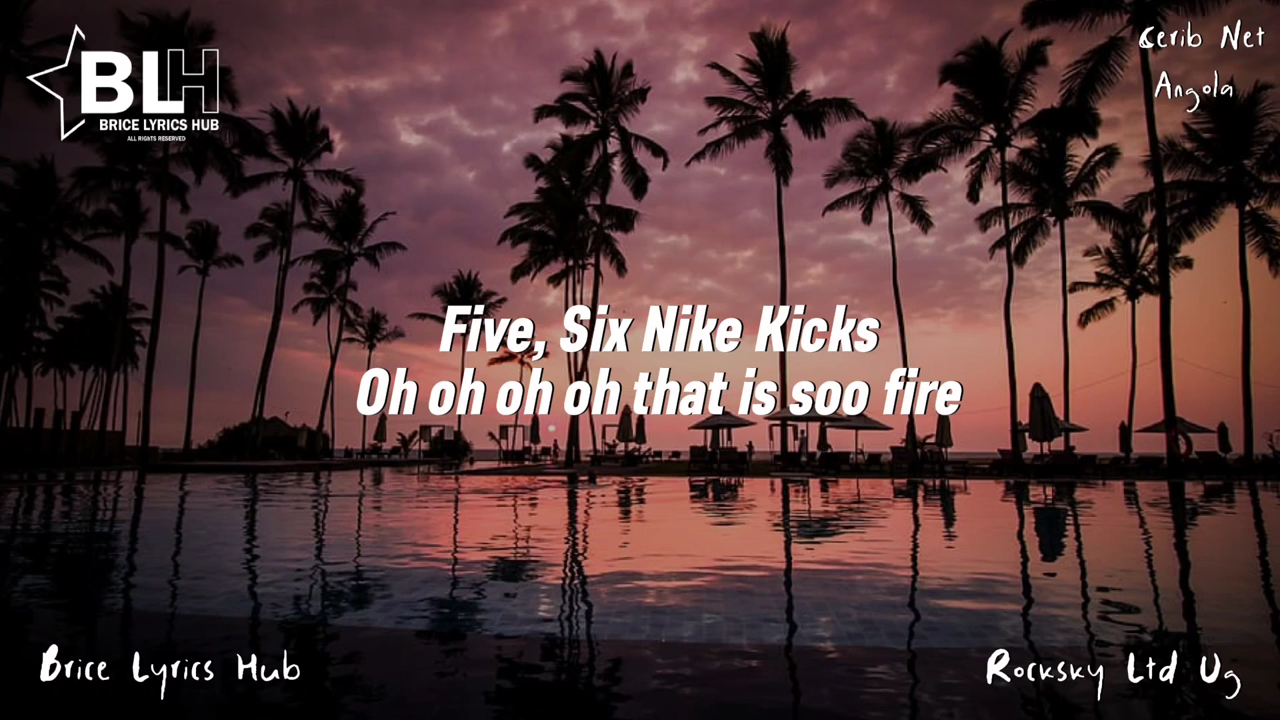 BLH
BRICE LYRICS HUB
ALL RIGHTS RESERVED
Cerib Net
Angola
Five, Six Nike Kicks
Oh oh oh oh that is soo fire
Brice Lyrics Hub
Rocksky Ltd Ug